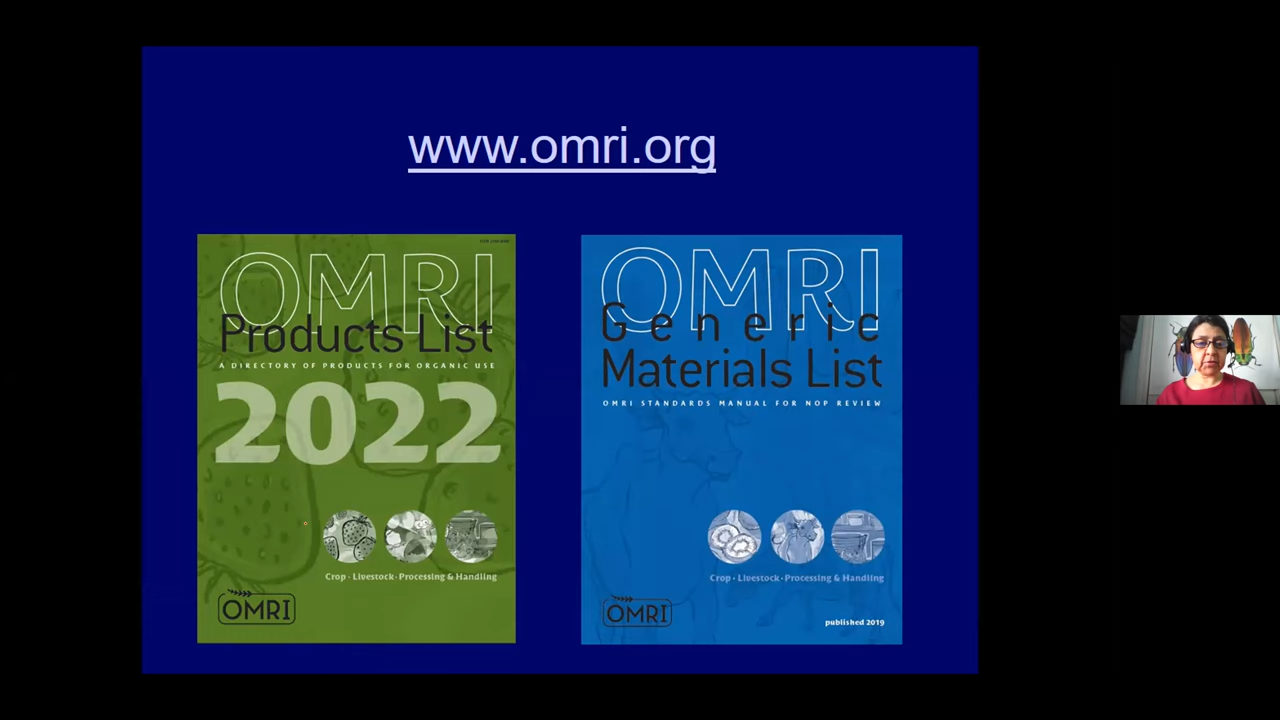 www.omri.org
OMRI
Products List
A DIRECTORY OF PRODUCTS FOR ORGANIC USE
2022
Crop · Livestock · Processing & Handling
OMRI
OMRI
Generic
Materials List
OMRI STANDARDS MANUAL FOR NOP REVIEW
Crop · Livestock · Processing & Handling
OMRI
published 2019